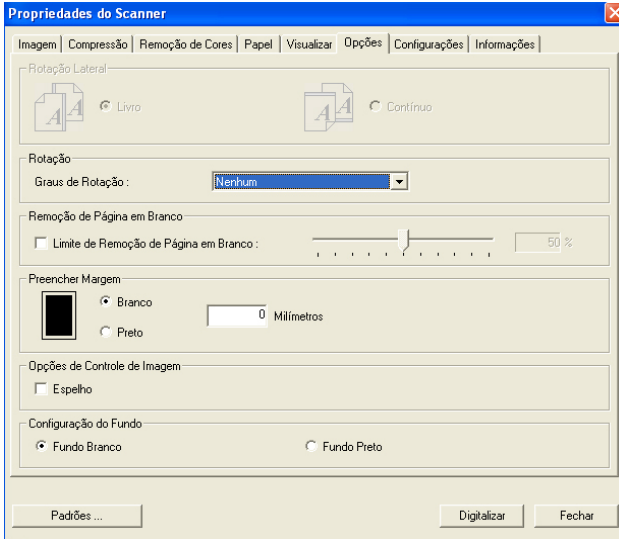 Propriedades do Scanner
Imagem Compressão Remoção de Cores Papel Visualizar Opções Configurações Informações
Rotação Lateral
A A Livro A A Contínuo
Rotação
Graus de Rotação : Nenhum
Remoção de Página em Branco
Limite de Remoção de Página em Branco : 50 %
Preencher Margem
Branco
0 Milímetros
Preto
Opções de Controle de Imagem
Espelho
Configuração do Fundo
Fundo Branco Fundo Preto
Padrões ... Digitalizar Fechar